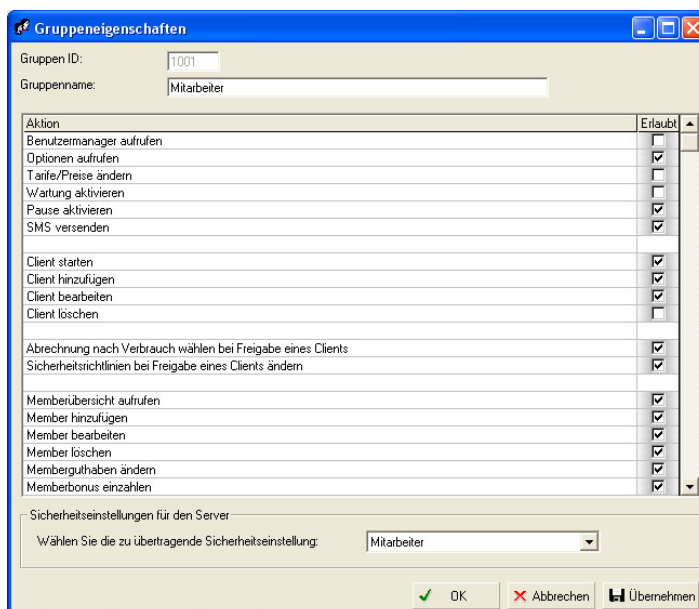 Gruppeneigenschaften
Gruppen ID: 1001
Gruppenname: Mitarbeiter
Aktion Erlaubt
Benutzermanager aufrufen
Optionen aufrufen
Tarife/Preise ändern
Wartung aktivieren
Pause aktivieren
SMS versenden
Client starten
Client hinzufügen
Client bearbeiten
Client löschen
Abrechnung nach Verbrauch wählen bei Freigabe eines Clients
Sicherheitsrichtlinien bei Freigabe eines Clients ändern
Memberübersicht aufrufen
Member hinzufügen
Member bearbeiten
Member löschen
Memberguthaben ändern
Memberbonus einzahlen
Sicherheitseinstellungen für den Server
Wählen Sie die zu übertragende Sicherheitseinstellung: Mitarbeiter
OK Abbrechen Übernehmen